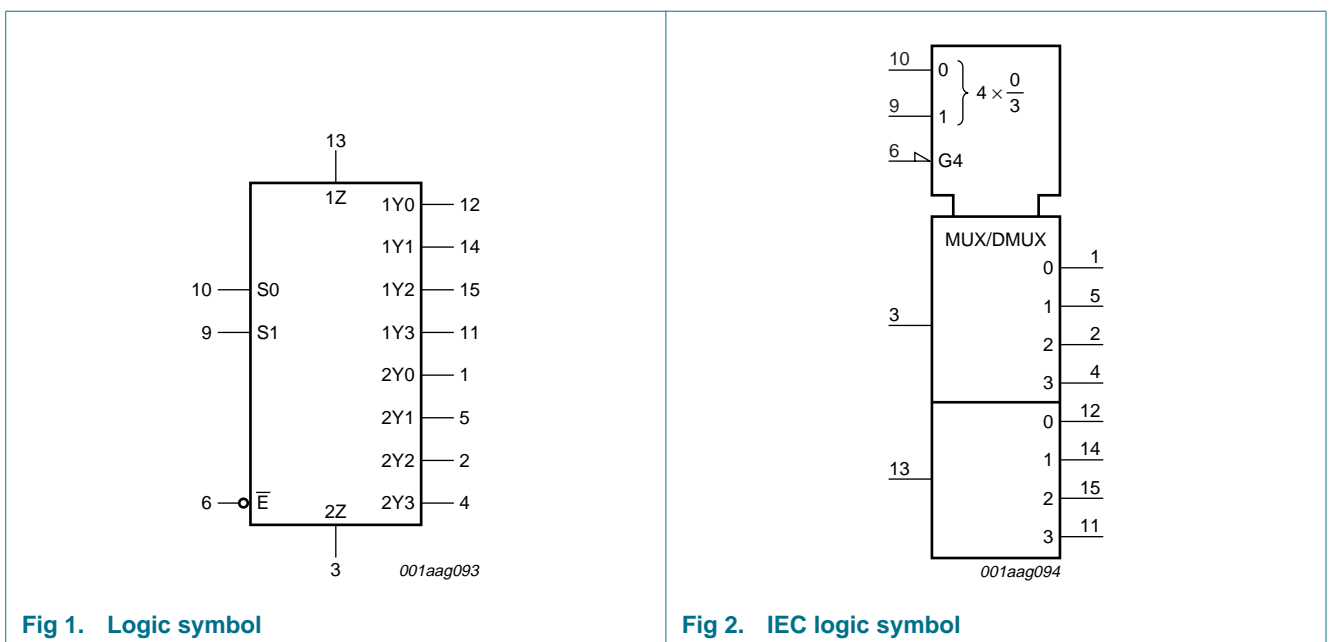 13
1Z
1Y0 12
1Y1 14
10 S0 1Y2 15
9 S1 1Y3 11
2Y0 1
2Y1 5
2Y2 2
6 E̅ 2Y3 4
2Z
3
001aag093
Fig 1. Logic symbol
10 0
4 × 0/3
9 1
6 G4
MUX/DMUX
0 1
1 5
3
2 2
3 4
0 12
1 14
13
2 15
3 11
001aag094
Fig 2. IEC logic symbol